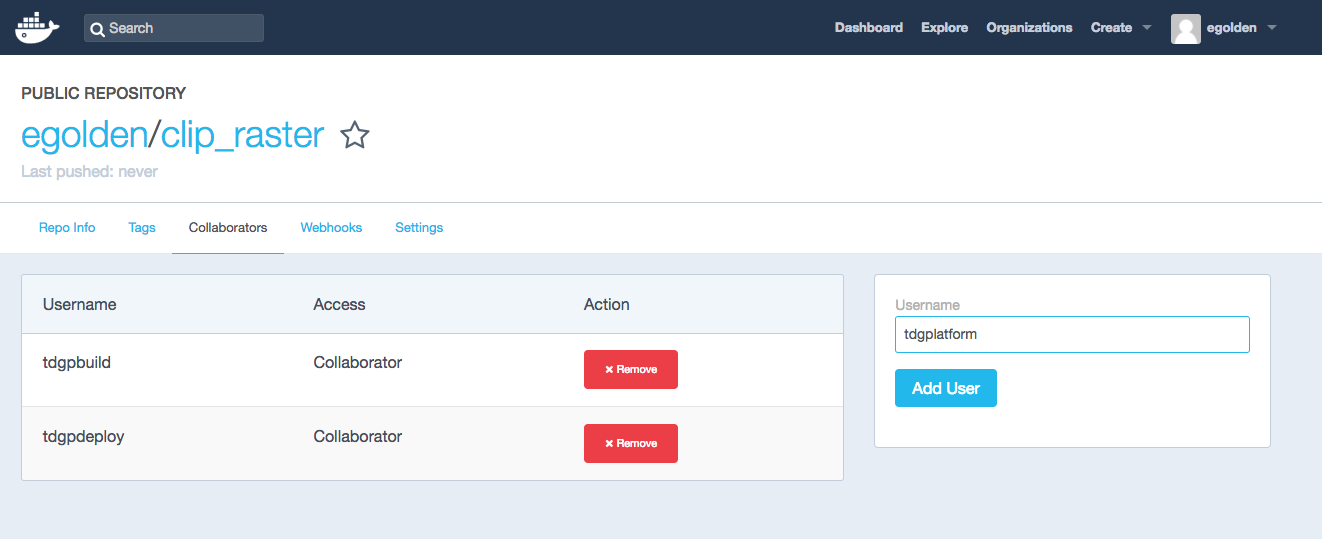 Search
Dashboard Explore Organizations Create egolden
PUBLIC REPOSITORY
egolden/clip_raster
Last pushed: never
Repo Info Tags Collaborators Webhooks Settings
Username Access Action
tdgpbuild Collaborator × Remove
tdgpdeploy Collaborator × Remove
Username
tdgplatform
Add User